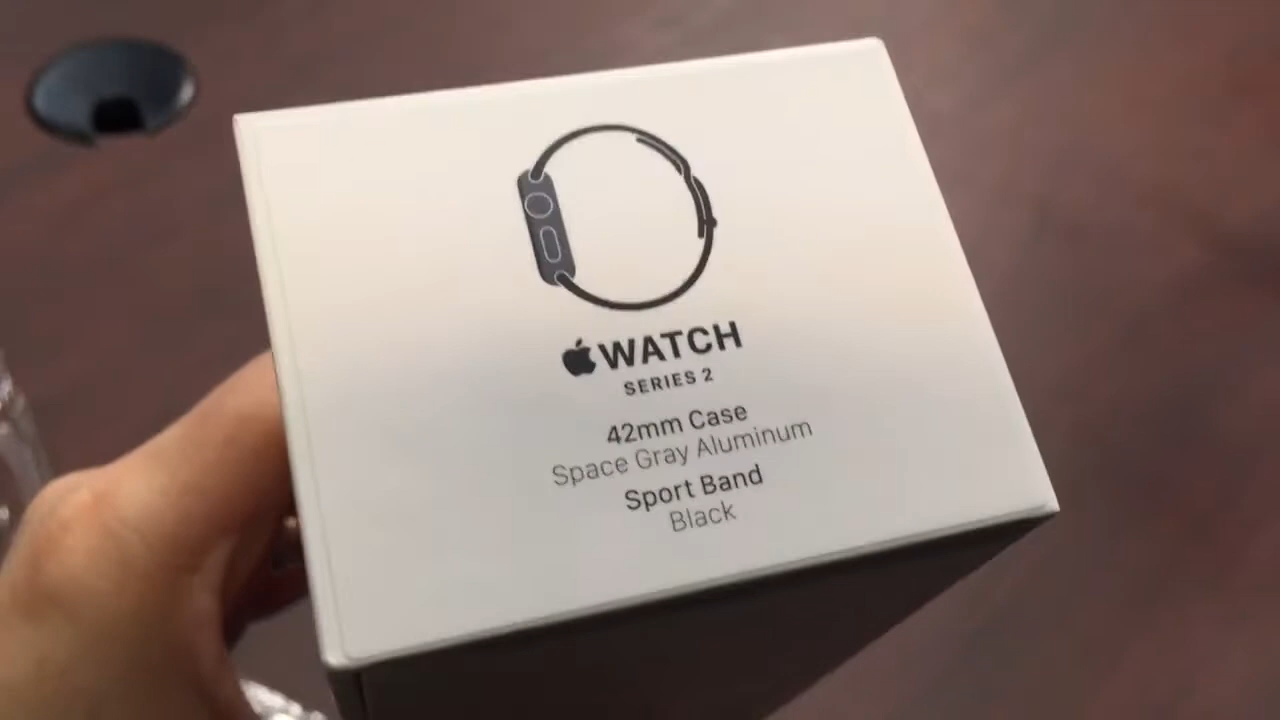 WATCH
SERIES 2
42mm Case
Space Gray Aluminum
Sport Band
Black